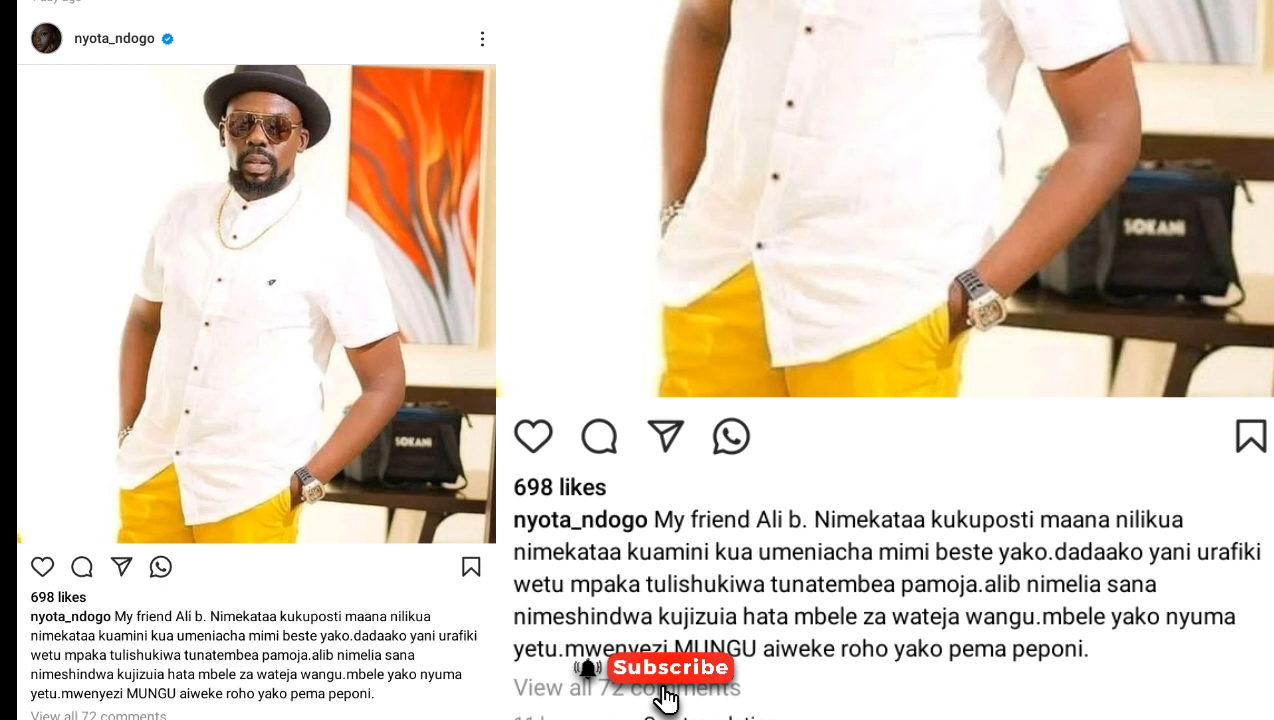 nyota_ndogo
SOKANI
698 likes
nyota_ndogo My friend Ali b. Nimekataa kukuposti maana nilikua
nimekataa kuamini kua umeniacha mimi beste yako.dadaako yani urafiki
wetu mpaka tulishukiwa tunatembea pamoja.alib nimelia sana
nimeshindwa kujizuia hata mbele za wateja wangu.mbele yako nyuma
yetu.mwenyezi MUNGU aiweke roho yako pema peponi.
View all 72 comments
SOKANI
698 likes
nyota_ndogo My friend Ali b. Nimekataa kukuposti maana nilikua
nimekataa kuamini kua umeniacha mimi beste yako.dadaako yani urafiki
wetu mpaka tulishukiwa tunatembea pamoja.alib nimelia sana
nimeshindwa kujizuia hata mbele za wateja wangu.mbele yako nyuma
yetu.mwenyezi MUNGU aiweke roho yako pema peponi.
Subscribe
View all 72 comments